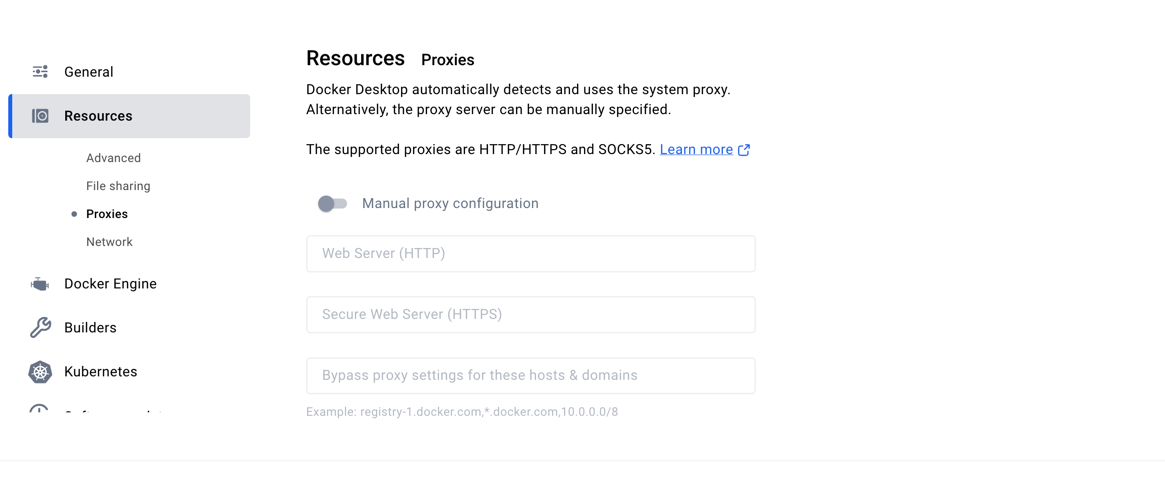 General
Resources
Advanced
File sharing
Proxies
Network
Docker Engine
Builders
Kubernetes
Resources Proxies
Docker Desktop automatically detects and uses the system proxy.
Alternatively, the proxy server can be manually specified.
The supported proxies are HTTP/HTTPS and SOCKS5. Learn more
Manual proxy configuration
Web Server (HTTP)
Secure Web Server (HTTPS)
Bypass proxy settings for these hosts & domains
Example: registry-1.docker.com,*.docker.com,10.0.0.0/8